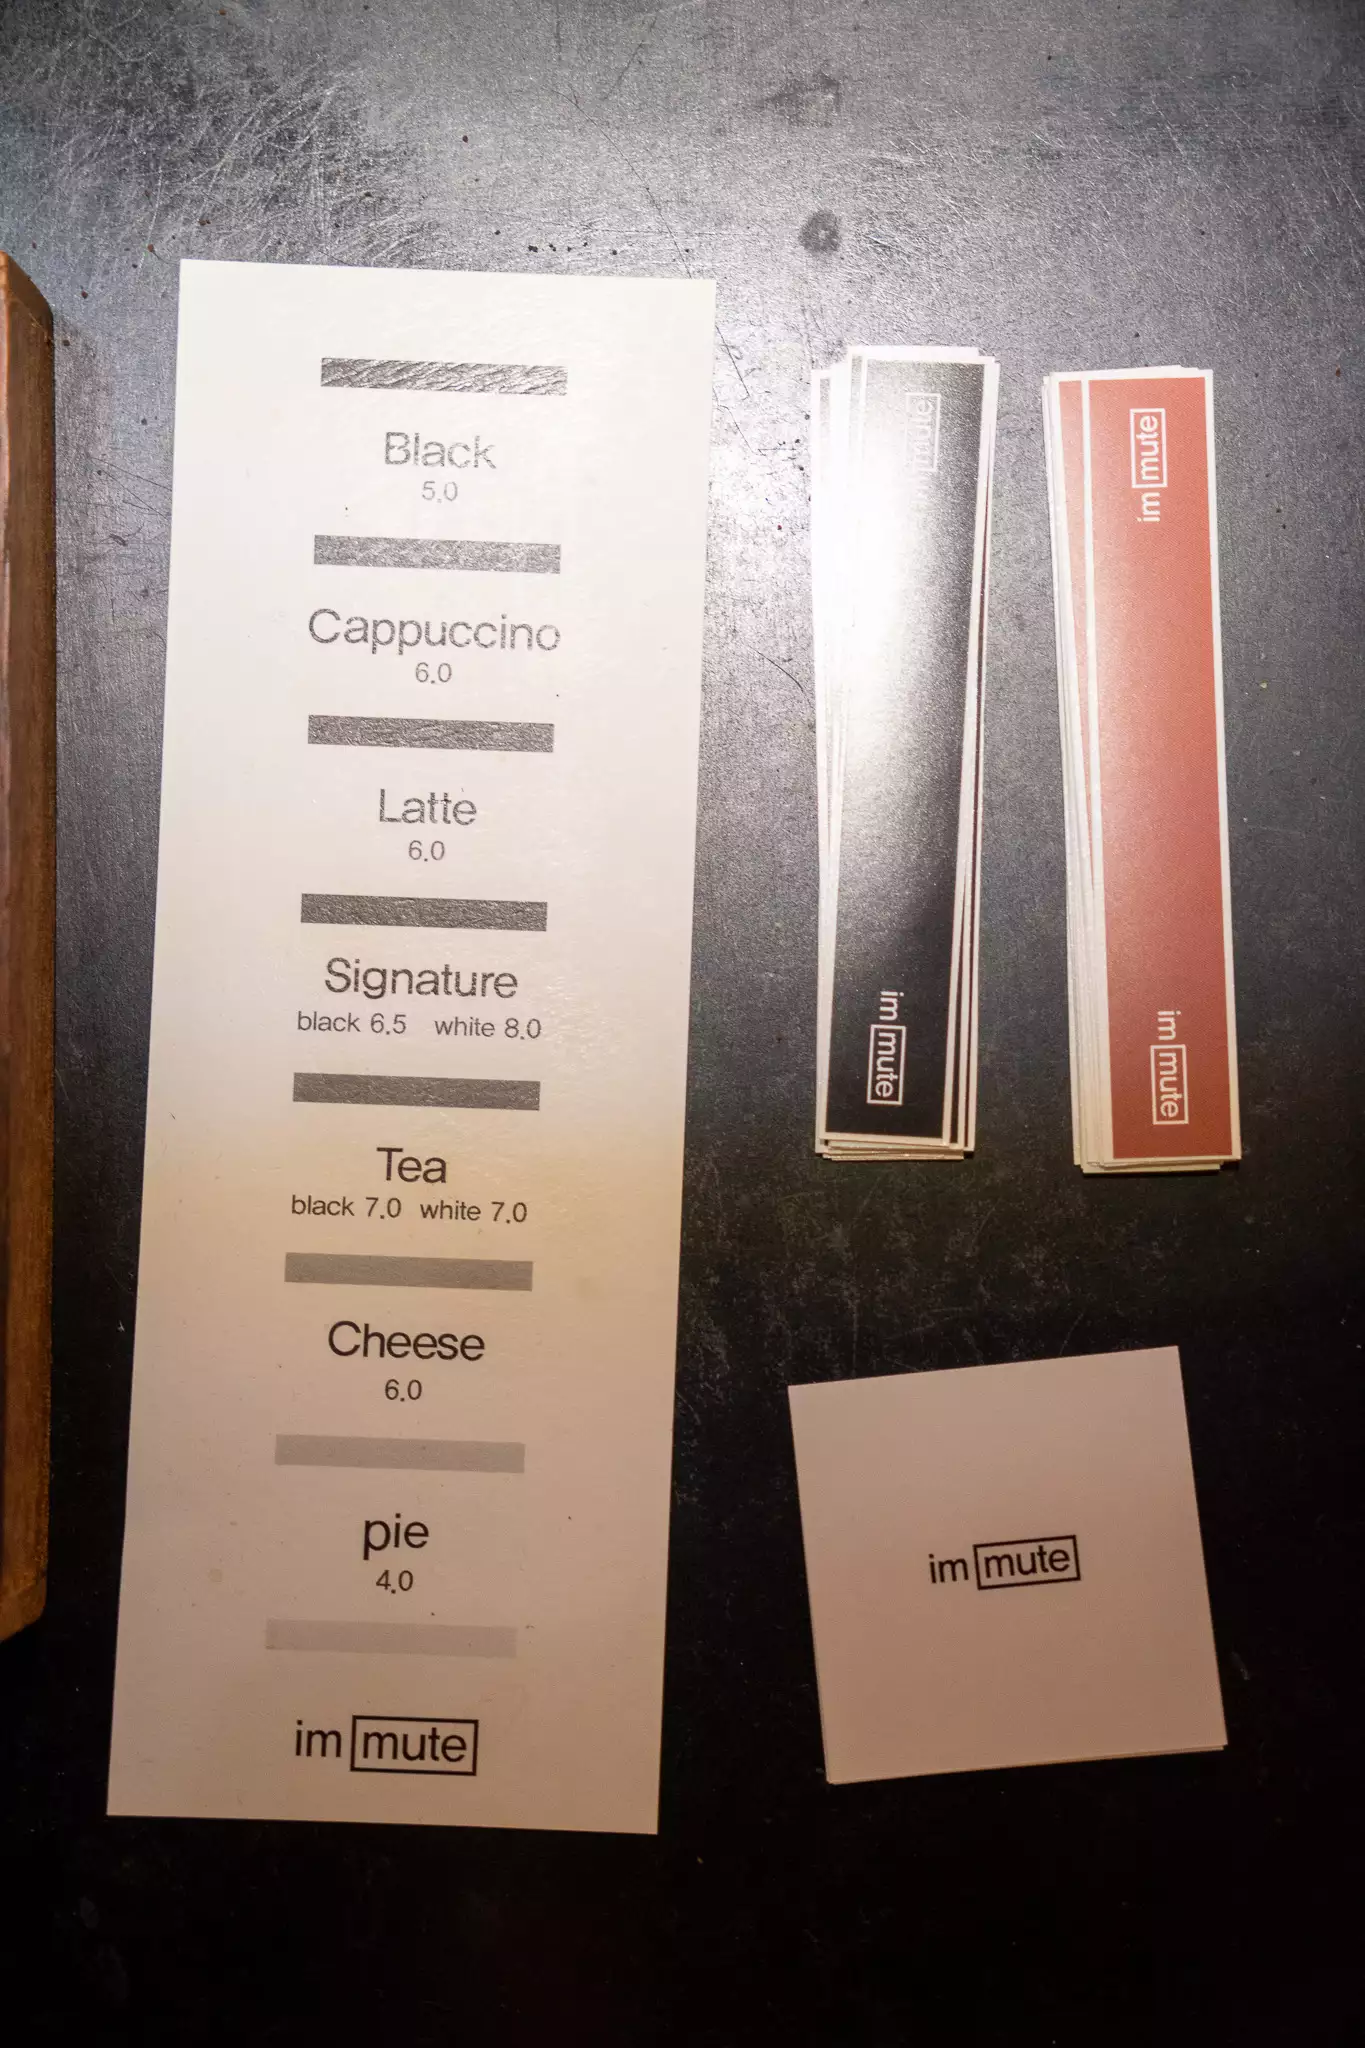 Black
5.0
Cappuccino
6.0
Latte
6.0
Signature
black 6.5 white 8.0
Tea
black 7.0 white 7.0
Cheese
6.0
pie
4.0
im mute
mute
im mute
im mute
im mute
im mute